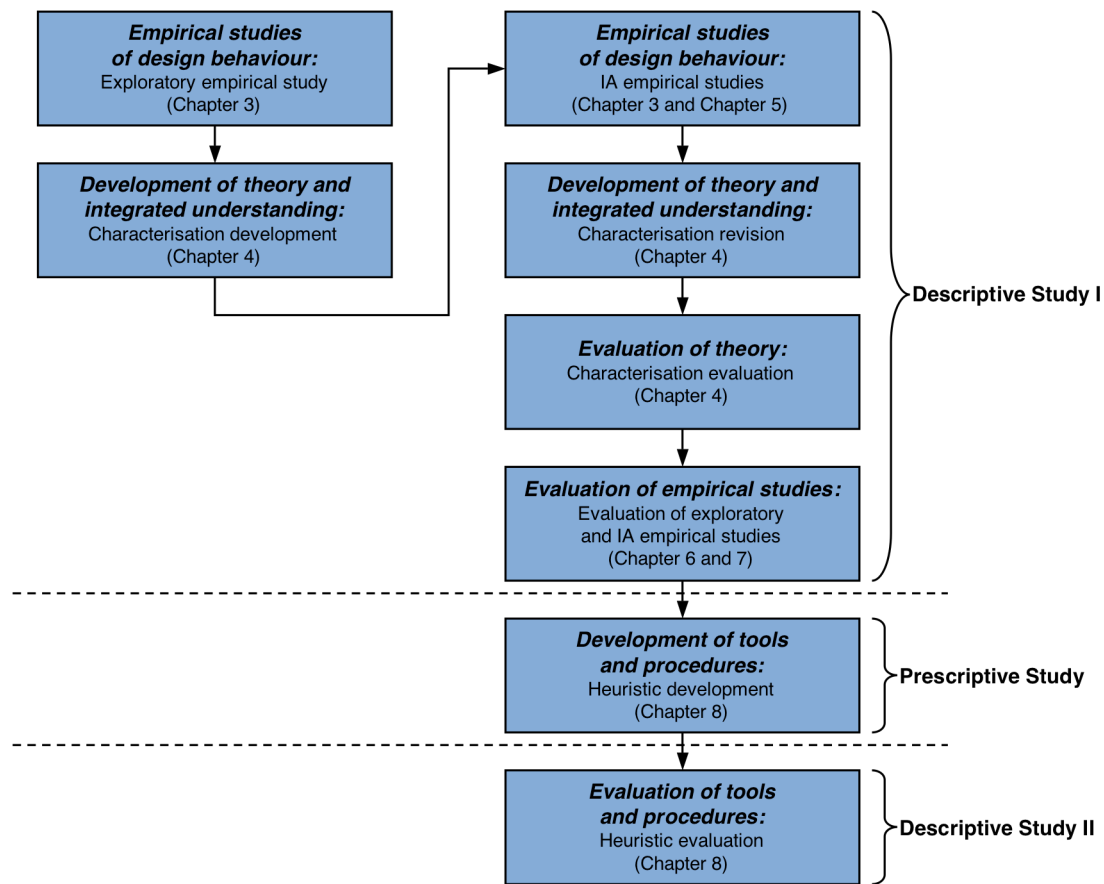 Empirical studies
of design behaviour:
Exploratory empirical study
(Chapter 3)
Development of theory and
integrated understanding:
Characterisation development
(Chapter 4)
Empirical studies
of design behaviour:
IA empirical studies
(Chapter 3 and Chapter 5)
Development of theory and
integrated understanding:
Characterisation revision
(Chapter 4)
Evaluation of theory:
Characterisation evaluation
(Chapter 4)
Evaluation of empirical studies:
Evaluation of exploratory
and IA empirical studies
(Chapter 6 and 7)
Descriptive Study I
Development of tools
and procedures:
Heuristic development
(Chapter 8)
Prescriptive Study
Evaluation of tools
and procedures:
Heuristic evaluation
(Chapter 8)
Descriptive Study II